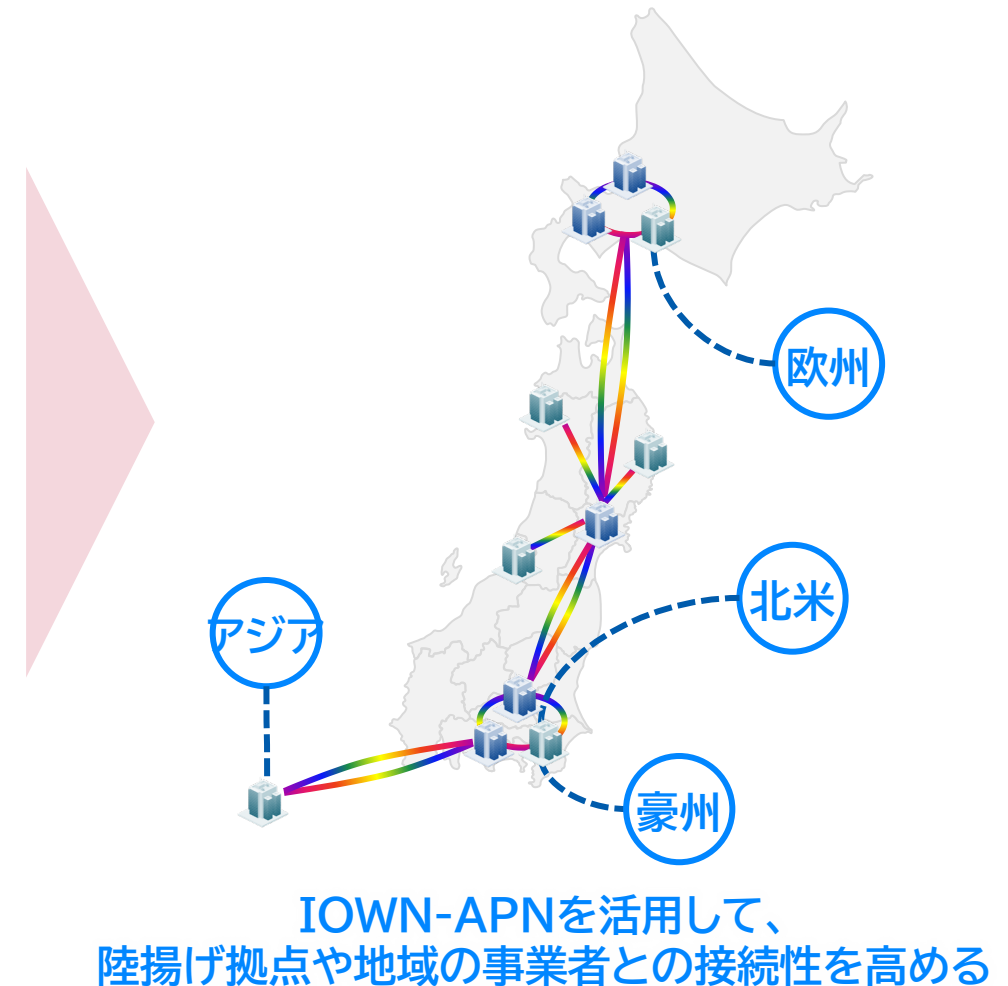 欧州
北米
アジア
豪州
IOWN-APNを活用して、
陸揚げ拠点や地域の事業者との接続性を高める